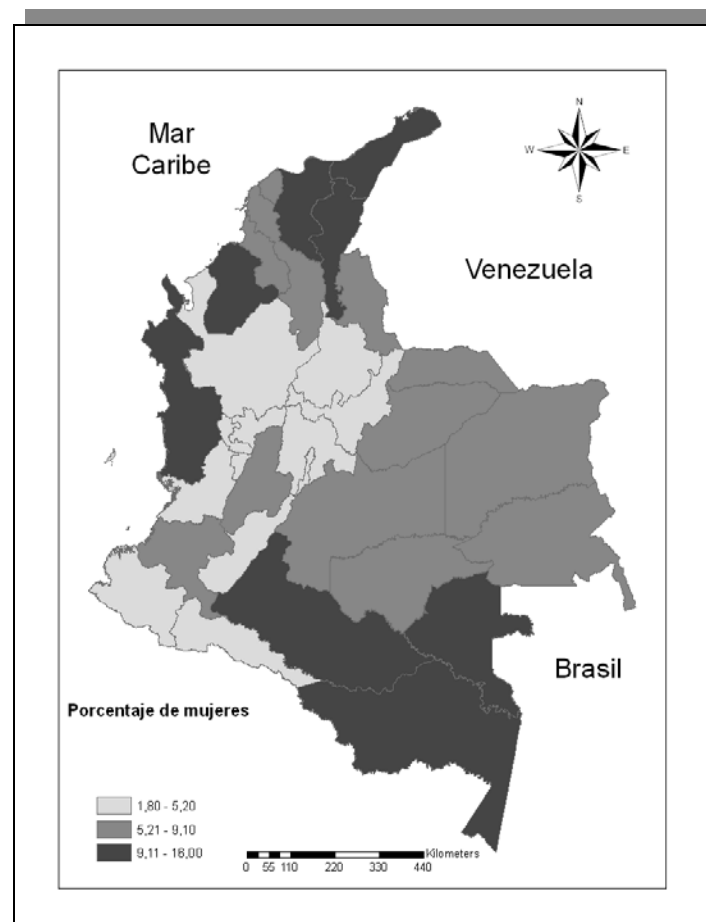 Mar
Caribe
N
W
E
S
Venezuela
Brasil
Porcentaje de mujeres
1,80 - 5,20
5,21 - 9,10
9,11 - 16,00
Kilometers
0 55 110 220 330 440